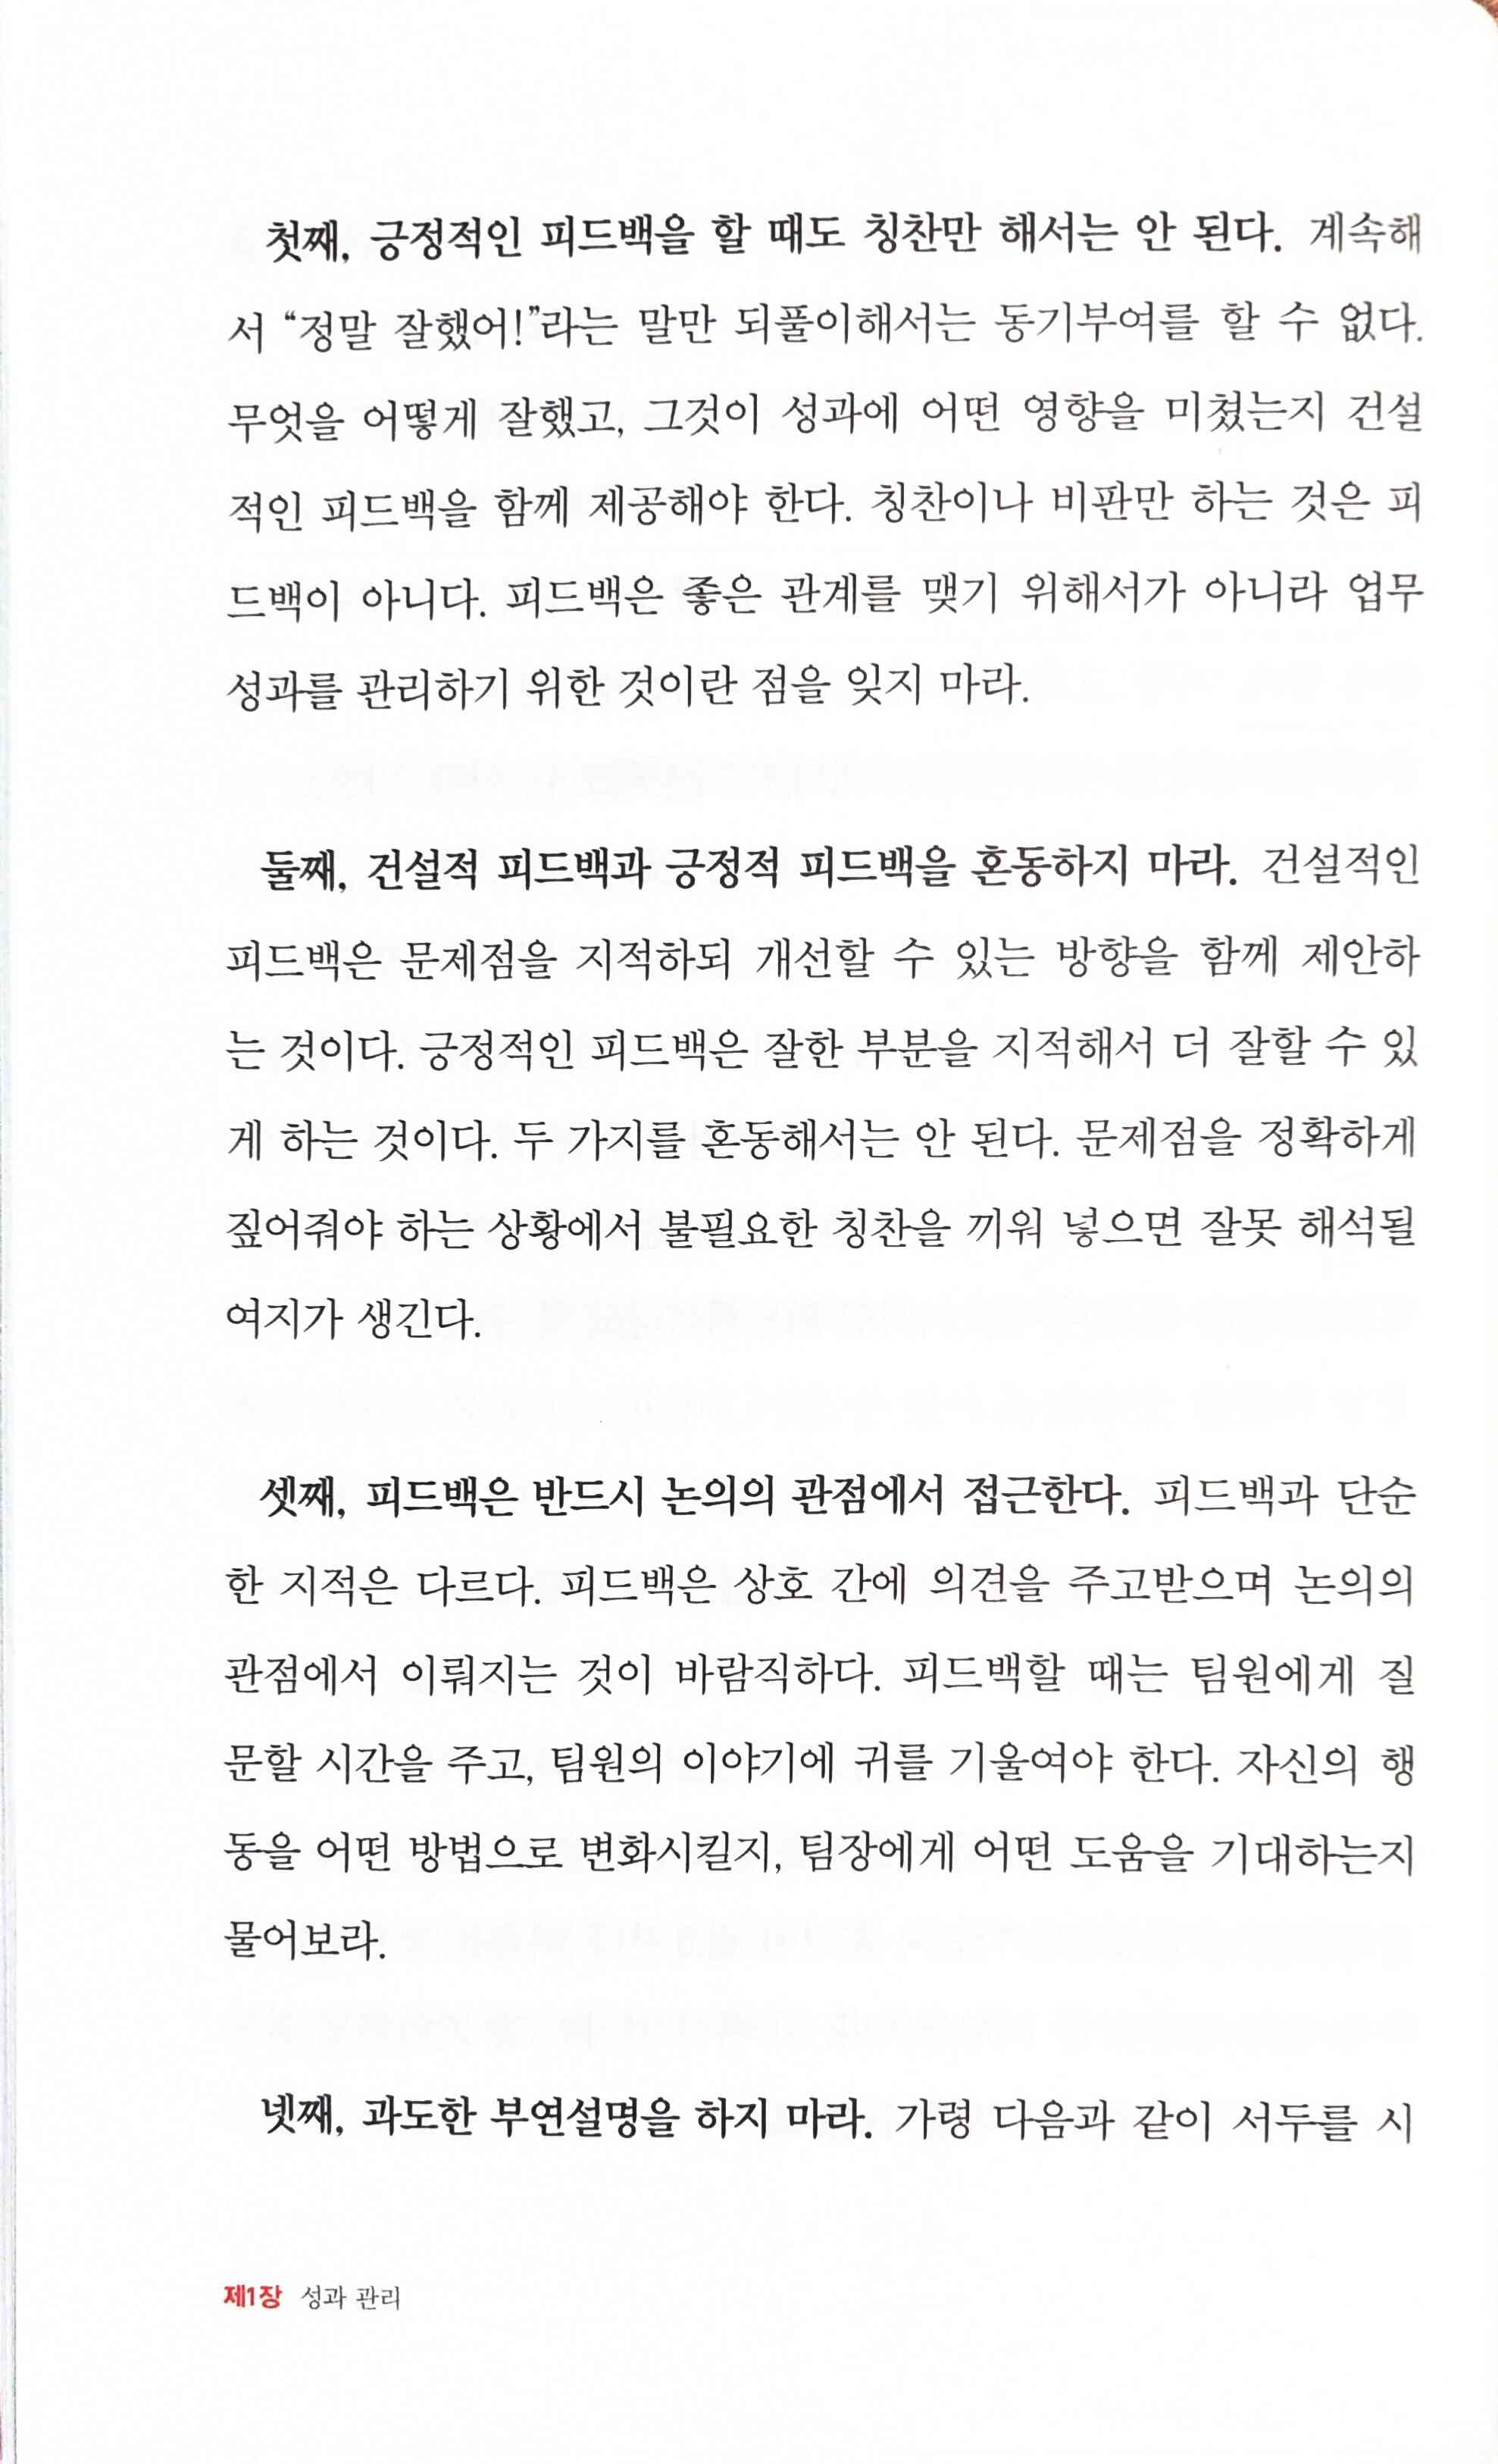 첫째, 긍정적인 피드백을 할 때도 칭찬만 해서는 안 된다. 계속해
서 “정말 잘했어!”라는 말만 되풀이해서는 동기부여를 할 수 없다.
무엇을 어떻게 잘했고, 그것이 성과에 어떤 영향을 미쳤는지 건설
적인 피드백을 함께 제공해야 한다. 칭찬이나 비판만 하는 것은 피
드백이 아니다. 피드백은 좋은 관계를 맺기 위해서가 아니라 업무
성과를 관리하기 위한 것이란 점을 잊지 마라.
둘째, 건설적 피드백과 긍정적 피드백을 혼동하지 마라. 건설적인
피드백은 문제점을 지적하되 개선할 수 있는 방향을 함께 제안하
는 것이다. 긍정적인 피드백은 잘한 부분을 지적해서 더 잘할 수 있
게 하는 것이다. 두 가지를 혼동해서는 안 된다. 문제점을 정확하게
짚어줘야 하는 상황에서 불필요한 칭찬을 끼워 넣으면 잘못 해석될
여지가 생긴다.
셋째, 피드백은 반드시 논의의 관점에서 접근한다. 피드백과 단순
한 지적은 다르다. 피드백은 상호 간에 의견을 주고받으며 논의의
관점에서 이뤄지는 것이 바람직하다. 피드백할 때는 팀원에게 질
문할 시간을 주고, 팀원의 이야기에 귀를 기울여야 한다. 자신의 행
동을 어떤 방법으로 변화시킬지, 팀장에게 어떤 도움을 기대하는지
물어보라.
넷째, 과도한 부연설명을 하지 마라. 가령 다음과 같이 서두를 시
제1장 성과 관리